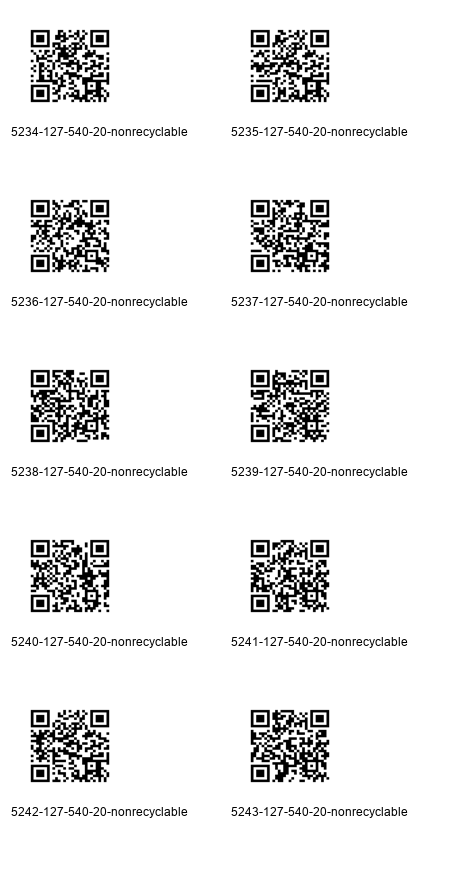 5234-127-540-20-nonrecyclable
5235-127-540-20-nonrecyclable
5236-127-540-20-nonrecyclable
5237-127-540-20-nonrecyclable
5238-127-540-20-nonrecyclable
5239-127-540-20-nonrecyclable
5240-127-540-20-nonrecyclable
5241-127-540-20-nonrecyclable
5242-127-540-20-nonrecyclable
5243-127-540-20-nonrecyclable